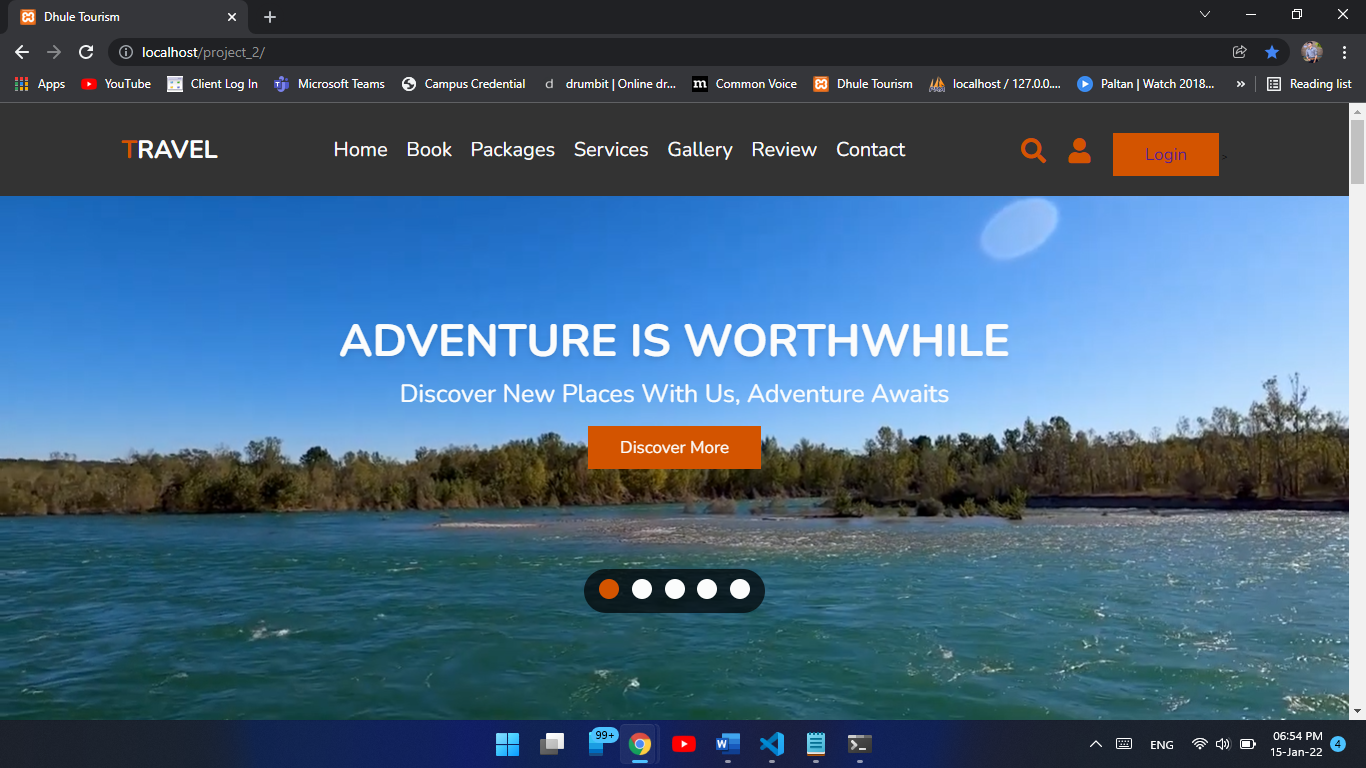 Dhule Tourism
localhost/project_2/
Apps YouTube Client Log In Microsoft Teams Campus Credential drumbit | Online dr... Common Voice Dhule Tourism localhost / 127.0.0.... Paltan | Watch 2018... » Reading list
TRAVEL Home Book Packages Services Gallery Review Contact Login >
ADVENTURE IS WORTHWHILE
Discover New Places With Us, Adventure Awaits
Discover More
99+
ENG 06:54 PM
15-Jan-22 4